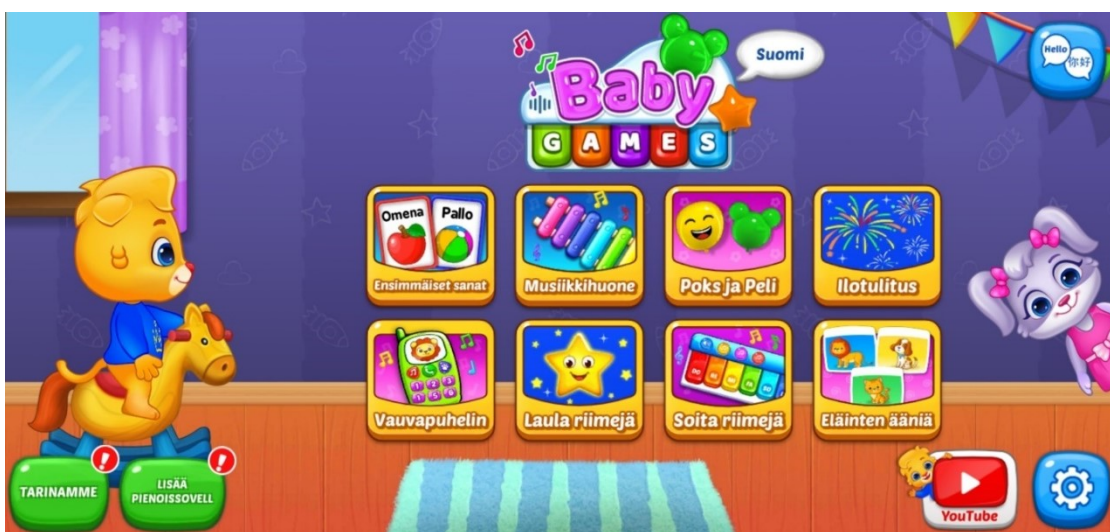 Suomi
Baby
GAMES
Hello
你好
Omena Pallo
Ensimmäiset sanat
Musiikkihuone
Poks ja Peli
Ilotulitus
Vauvapuhelin
Laula riimejä
Soita riimejä
Eläinten ääniä
TARINAMME
LISÄÄ
PIENOISSOVELL
YouTube